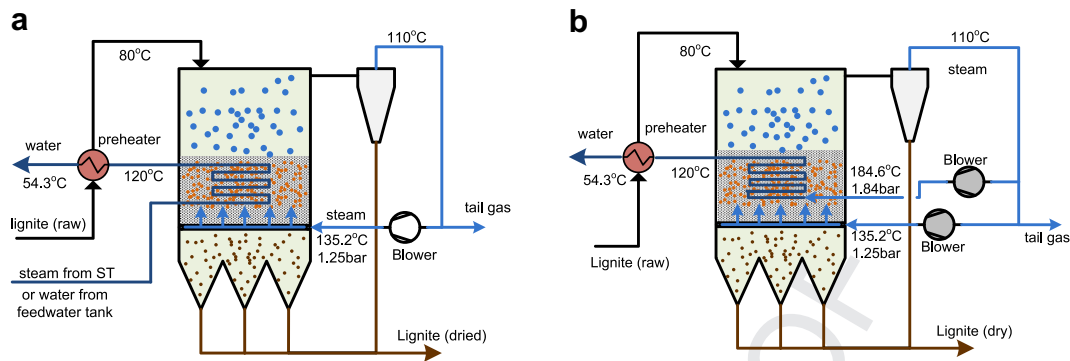 a
80°C
110°C
water
preheater
54.3°C
120°C
lignite (raw)
steam
tail gas
135.2°C
1.25bar
Blower
steam from ST
or water from
feedwater tank
Lignite (dried)
b
80°C
110°C
steam
water
preheater
54.3°C
120°C
184.6°C
1.84bar
Blower
135.2°C
1.25bar
Blower
tail gas
Lignite (raw)
Lignite (dry)